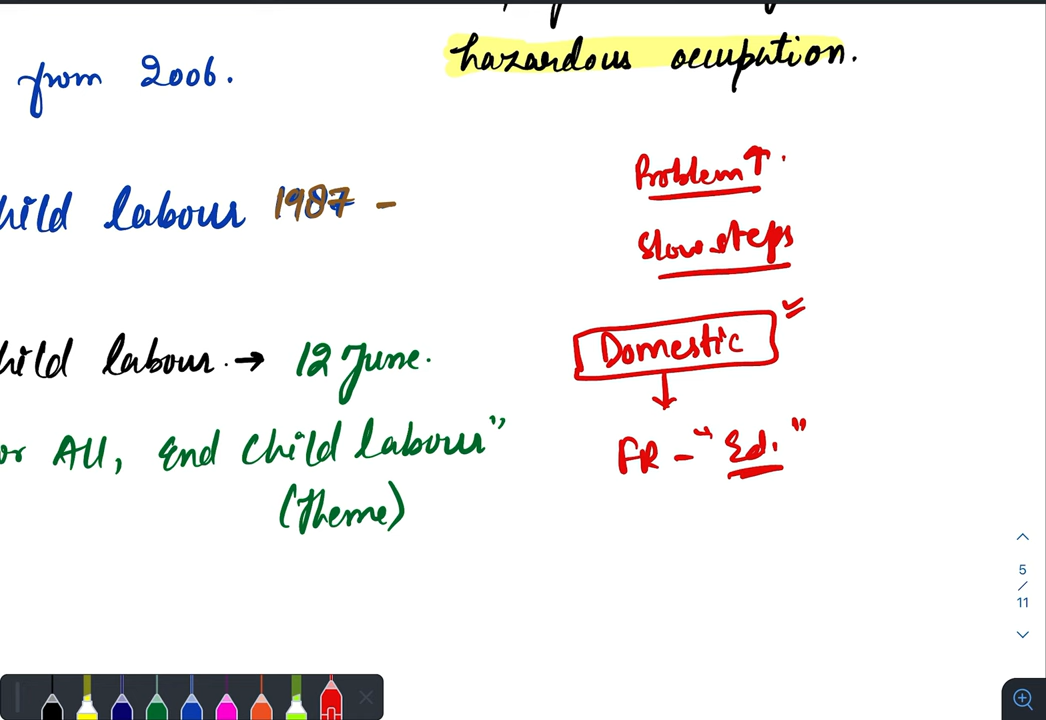 hazardous occupation.
from 2006.
Problem ↑.
hild labour 1987 -
Slow steps
Domestic
hild labour. → 12 June.
FR - "Ed."
or All, End Child labour"
(Theme)
5
/
11